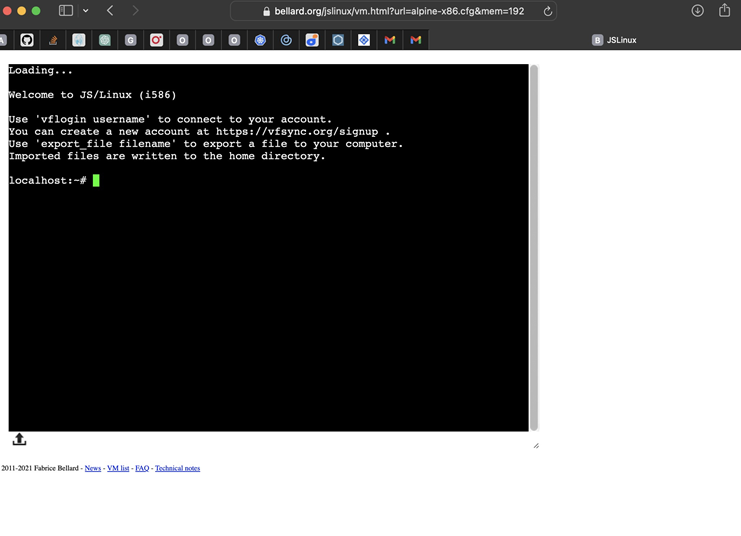 bellard.org/jslinux/vm.html?url=alpine-x86.cfg&mem=192
A G O O O B JSLinux
Loading...
Welcome to JS/Linux (i586)
Use 'vflogin username' to connect to your account.
You can create a new account at https://vfsync.org/signup .
Use 'export_file filename' to export a file to your computer.
Imported files are written to the home directory.
localhost:~#
2011-2021 Fabrice Bellard - News - VM list - FAQ - Technical notes